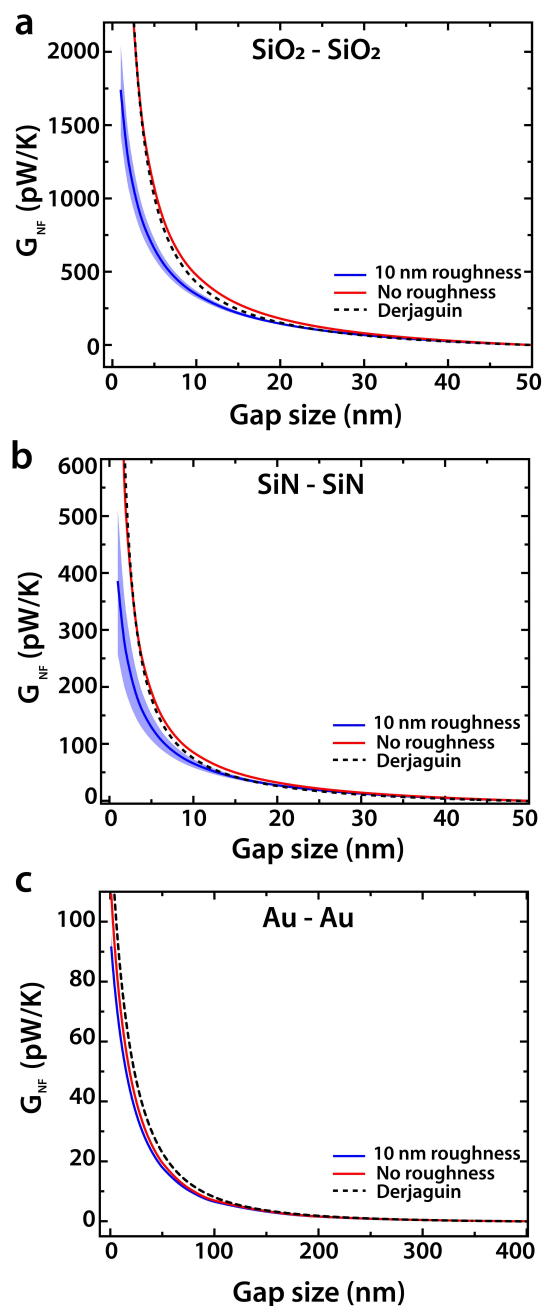 a
SiO₂ - SiO₂
2000
1500
1000
500
0
G NF (pW/K)
10 nm roughness
No roughness
Derjaguin
0 10 20 30 40 50
Gap size (nm)
b
SiN - SiN
600
500
400
300
200
100
0
G NF (pW/K)
10 nm roughness
No roughness
Derjaguin
0 10 20 30 40 50
Gap size (nm)
c
Au - Au
100
80
60
40
20
0
G NF (pW/K)
10 nm roughness
No roughness
Derjaguin
0 100 200 300 400
Gap size (nm)